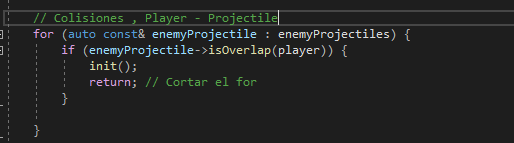 // Colisiones , Player - Projectile
for (auto const& enemyProjectile : enemyProjectiles) {
if (enemyProjectile->isOverlap(player)) {
init();
return; // Cortar el for
}
}